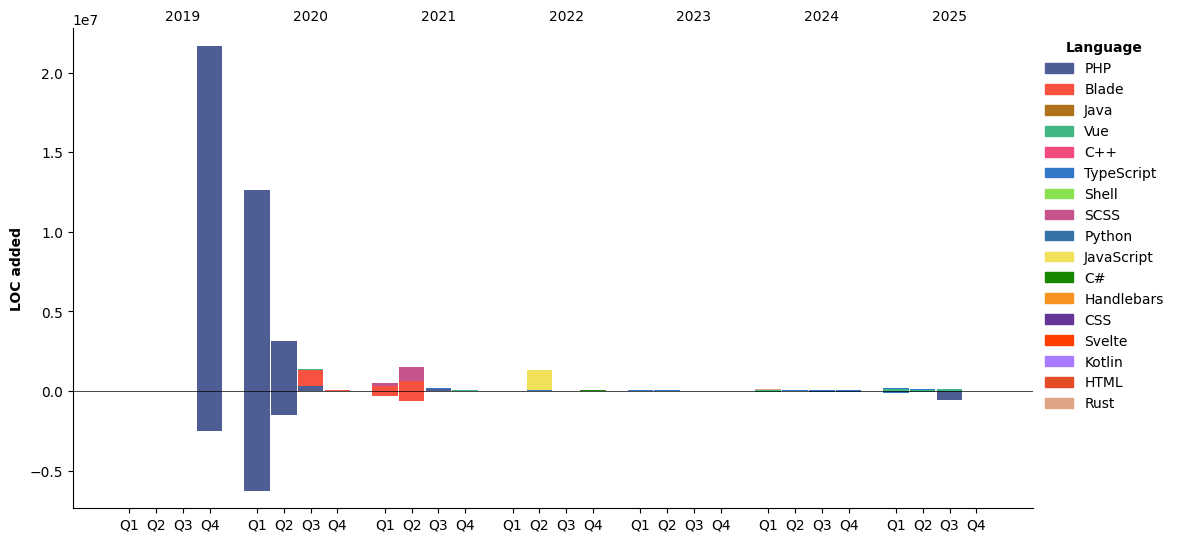 1e7
2019 2020 2021 2022 2023 2024 2025
LOC added
2.0
1.5
1.0
0.5
0.0
−0.5
Q1 Q2 Q3 Q4 Q1 Q2 Q3 Q4 Q1 Q2 Q3 Q4 Q1 Q2 Q3 Q4 Q1 Q2 Q3 Q4 Q1 Q2 Q3 Q4 Q1 Q2 Q3 Q4
Language
PHP
Blade
Java
Vue
C++
TypeScript
Shell
SCSS
Python
JavaScript
C#
Handlebars
CSS
Svelte
Kotlin
HTML
Rust